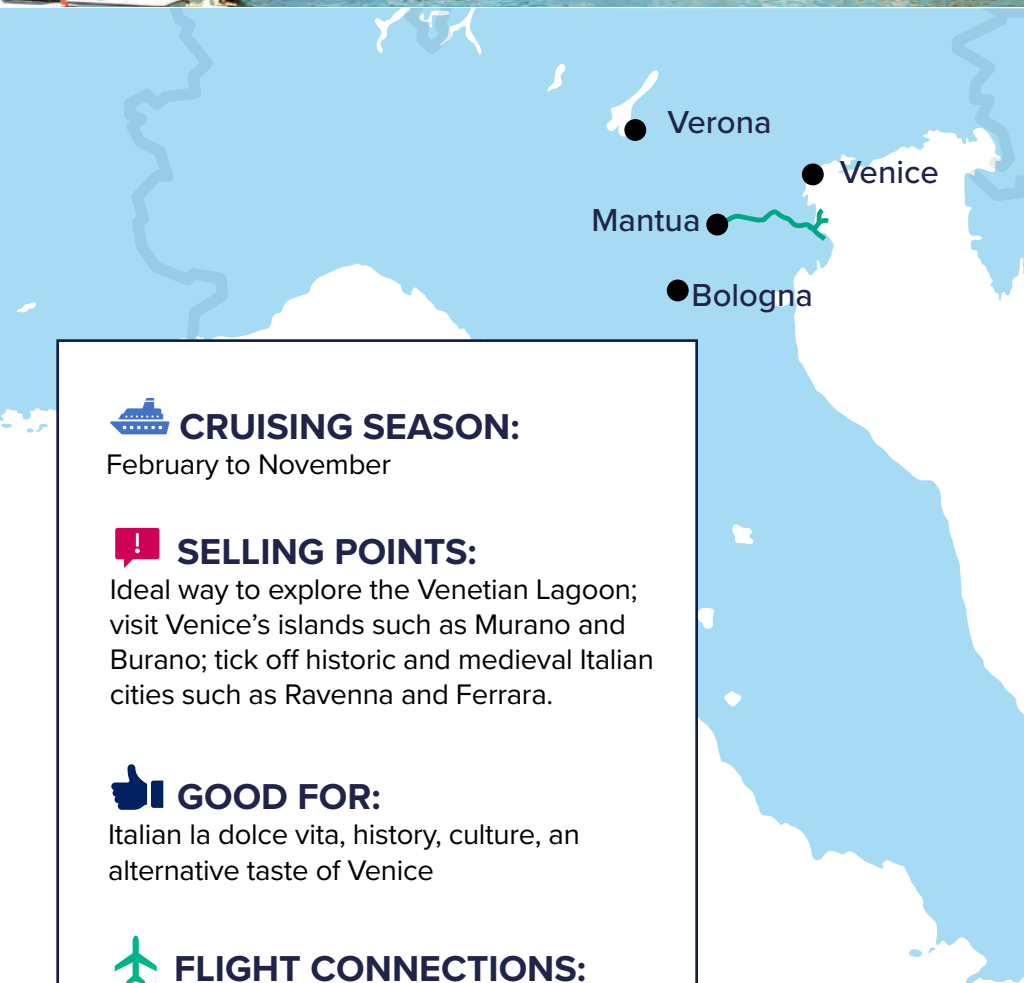 Verona
Venice
Mantua
Bologna
CRUISING SEASON:
February to November
SELLING POINTS:
Ideal way to explore the Venetian Lagoon;
visit Venice’s islands such as Murano and
Burano; tick off historic and medieval Italian
cities such as Ravenna and Ferrara.
GOOD FOR:
Italian la dolce vita, history, culture, an
alternative taste of Venice
FLIGHT CONNECTIONS: